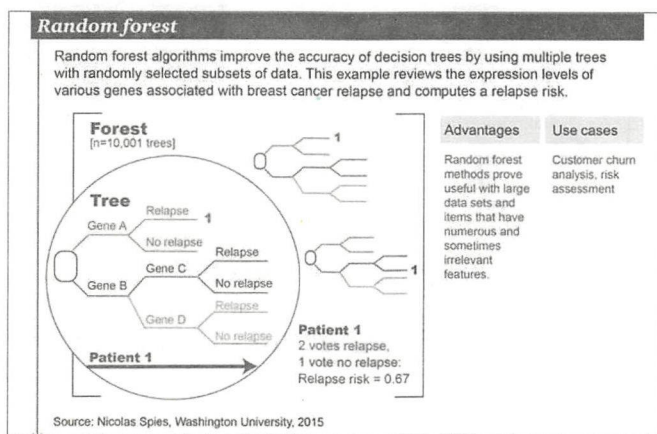 Random forest
Random forest algorithms improve the accuracy of decision trees by using multiple trees
with randomly selected subsets of data. This example reviews the expression levels of
various genes associated with breast cancer relapse and computes a relapse risk.
Forest
[n=10,001 trees]
1
Tree
Gene A
Relapse
1
No relapse
Gene B
Gene C
Relapse
No relapse
Gene D
Relapse
No relapse
Patient 1
1
Patient 1
2 votes relapse,
1 vote no relapse:
Relapse risk = 0.67
Advantages
Random forest
methods prove
useful with large
data sets and
items that have
numerous and
sometimes
irrelevant
features.
Use cases
Customer churn
analysis, risk
assessment
Source: Nicolas Spies, Washington University, 2015